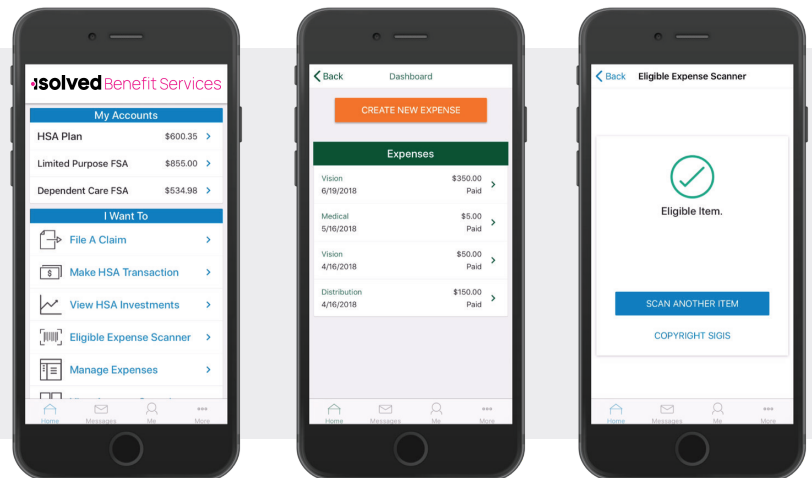 isolved Benefit Services
My Accounts
HSA Plan $600.35
Limited Purpose FSA $855.00
Dependent Care FSA $534.98
I Want To
File A Claim
Make HSA Transaction
View HSA Investments
Eligible Expense Scanner
Manage Expenses
Home Messages Me More
Back Dashboard
CREATE NEW EXPENSE
Expenses
Vision $350.00
6/19/2018 Paid
Medical $5.00
5/16/2018 Paid
Vision $50.00
4/16/2018 Paid
Distribution $150.00
4/16/2018 Paid
Home Messages Me More
Back Eligible Expense Scanner
Eligible Item.
SCAN ANOTHER ITEM
COPYRIGHT SIGIS
Home Messages Me More